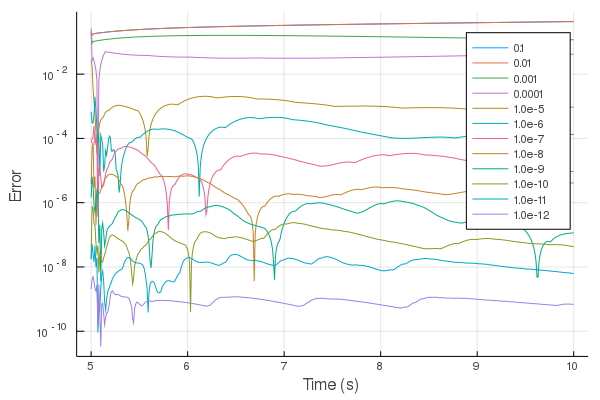 0.1
0.01
0.001
0.0001
1.0e-5
1.0e-6
1.0e-7
1.0e-8
1.0e-9
1.0e-10
1.0e-11
1.0e-12
10⁻²
10⁻⁴
10⁻⁶
10⁻⁸
10⁻¹⁰
Error
5 6 7 8 9 10
Time (s)